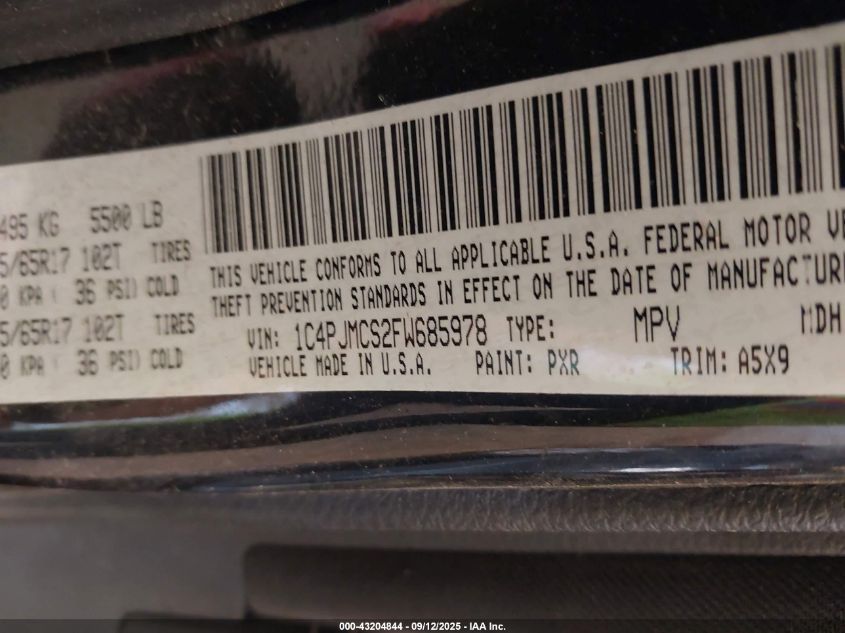 495 KG 5500 LB
5/65R17 102T TIRES
0 KPA ( 36 PSI) COLD
5/65R17 102T TIRES
0 KPA ( 36 PSI) COLD
THIS VEHICLE CONFORMS TO ALL APPLICABLE U.S.A. FEDERAL MOTOR VE
THEFT PREVENTION STANDARDS IN EFFECT ON THE DATE OF MANUFACTUR
VIN: 1C4PJMCS2FW685978 TYPE: MPV MDH
VEHICLE MADE IN U.S.A. PAINT: PXR TRIM: A5X9
000-43204844 - 09/12/2025 - IAA Inc.